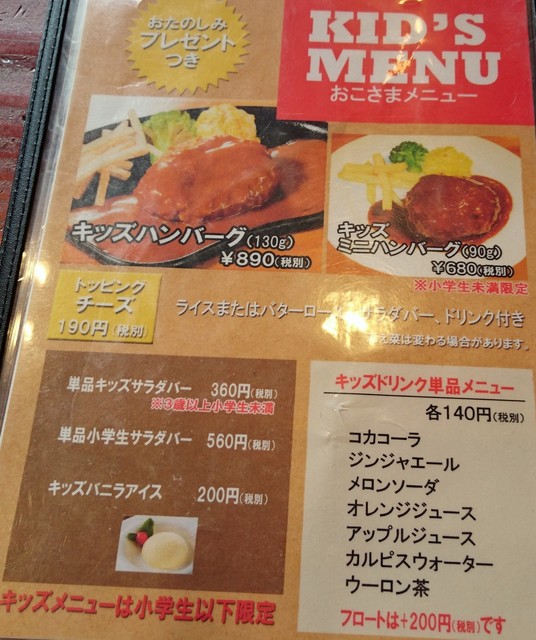 おたのしみ
プレゼント
つき
KID'S
MENU
おこさまメニュー
キッズハンバーグ(130g)
¥890(税別)
キッズ
ミニハンバーグ(90g)
¥680(税別)
※小学生未満限定
トッピング
チーズ
190円(税別)
ライスまたはバターロー サラダバー、ドリンク付き
菜は変わる場合があります。
単品キッズサラダバー 360円(税別)
※3歳以上小学生未満
単品小学生サラダバー 560円(税別)
キッズバニラアイス 200円(税別)
キッズドリンク単品メニュー
各140円(税別)
コカコーラ
ジンジャエール
メロンソーダ
オレンジジュース
アップルジュース
カルピスウォーター
ウーロン茶
フロートは+200円(税別)です
キッズメニューは小学生以下限定